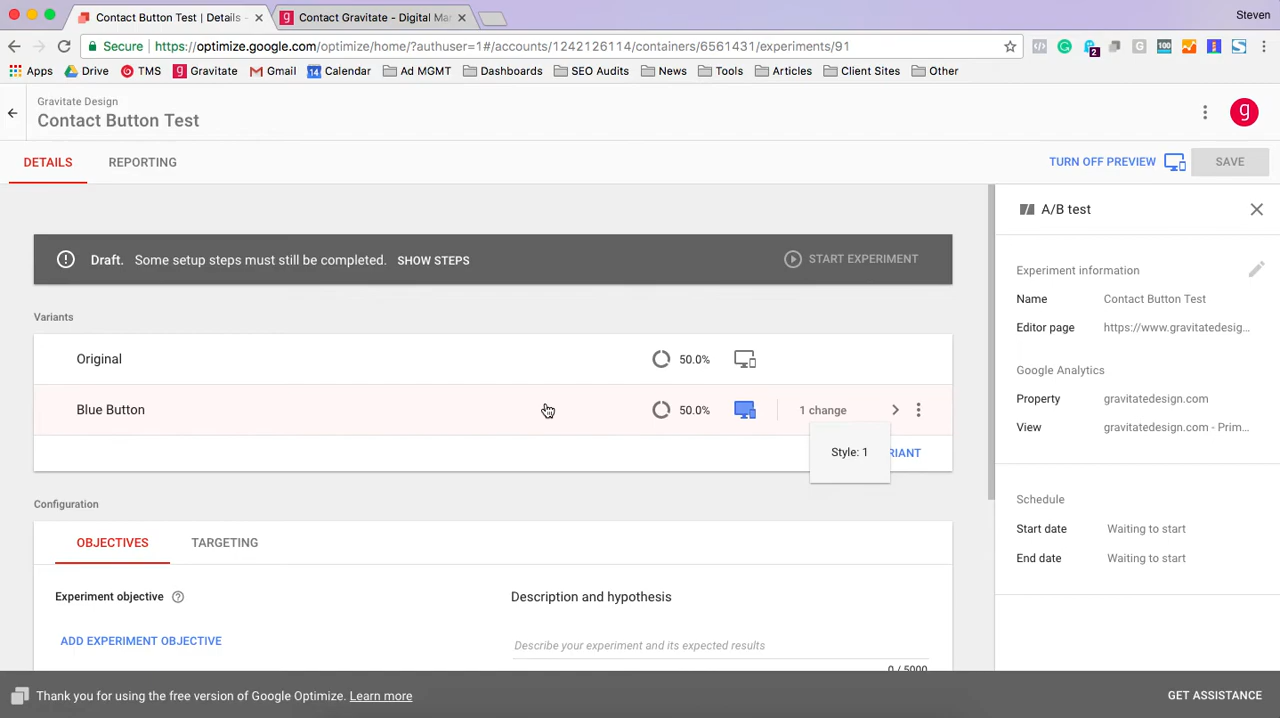 Contact Button Test | Details -
Contact Gravitate - Digital Mar
Steven
Secure
https://optimize.google.com/optimize/home/?authuser=1#/accounts/1242126114/containers/6561431/experiments/91
100
2
Apps
Drive
TMS
Gravitate
Gmail
14
Calendar
Ad MGMT
Dashboards
SEO Audits
News
Tools
Articles
Client Sites
Other
Gravitate Design
Contact Button Test
g
DETAILS
REPORTING
TURN OFF PREVIEW
SAVE
Draft. Some setup steps must still be completed. SHOW STEPS
START EXPERIMENT
Variants
Original
50.0%
Blue Button
50.0%
1 change
Style: 1
RIANT
Configuration
OBJECTIVES
TARGETING
Experiment objective
Description and hypothesis
ADD EXPERIMENT OBJECTIVE
Describe your experiment and its expected results
0 / 5000
A/B test
Experiment information
Name Contact Button Test
Editor page https://www.gravitatedesig...
Google Analytics
Property gravitatedesign.com
View gravitatedesign.com - Prim...
Schedule
Start date Waiting to start
End date Waiting to start
Thank you for using the free version of Google Optimize. Learn more
GET ASSISTANCE